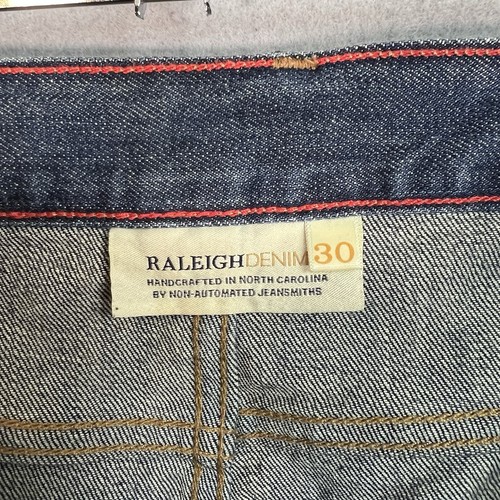 RALEIGHDENIM 30
HANDCRAFTED IN NORTH CAROLINA
BY NON-AUTOMATED JEANSMITHS